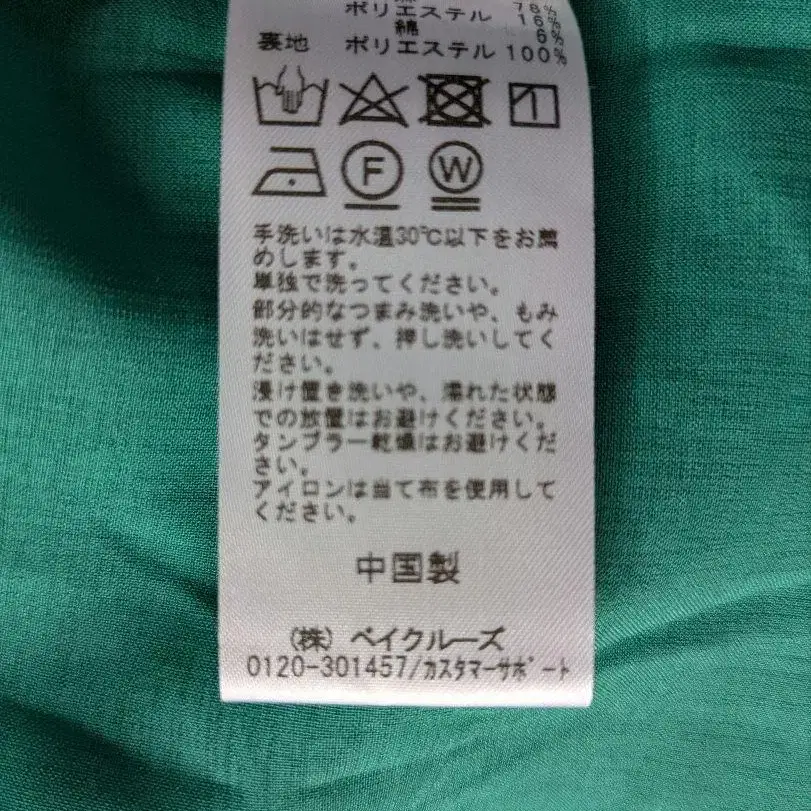 78%
ポリエステル 16%
綿 6%
裏地 ポリエステル 100%
F W
手洗いは水温30℃以下をお薦
めします。
単独で洗ってください。
部分的なつまみ洗いや、もみ
洗いはせず、押し洗いしてく
ださい。
浸け置き洗いや、濡れた状態
での放置はお避けください。
タンブラー乾燥はお避けくだ
さい。
アイロンは当て布を使用して
ください。
中国製
(株) ベイクルーズ
0120-301457/カスタマーサポート